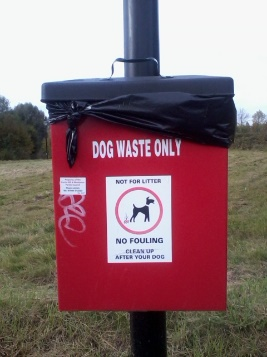 DOG WASTE ONLY
NOT FOR LITTER
NO FOULING
CLEAN UP
AFTER YOUR DOG